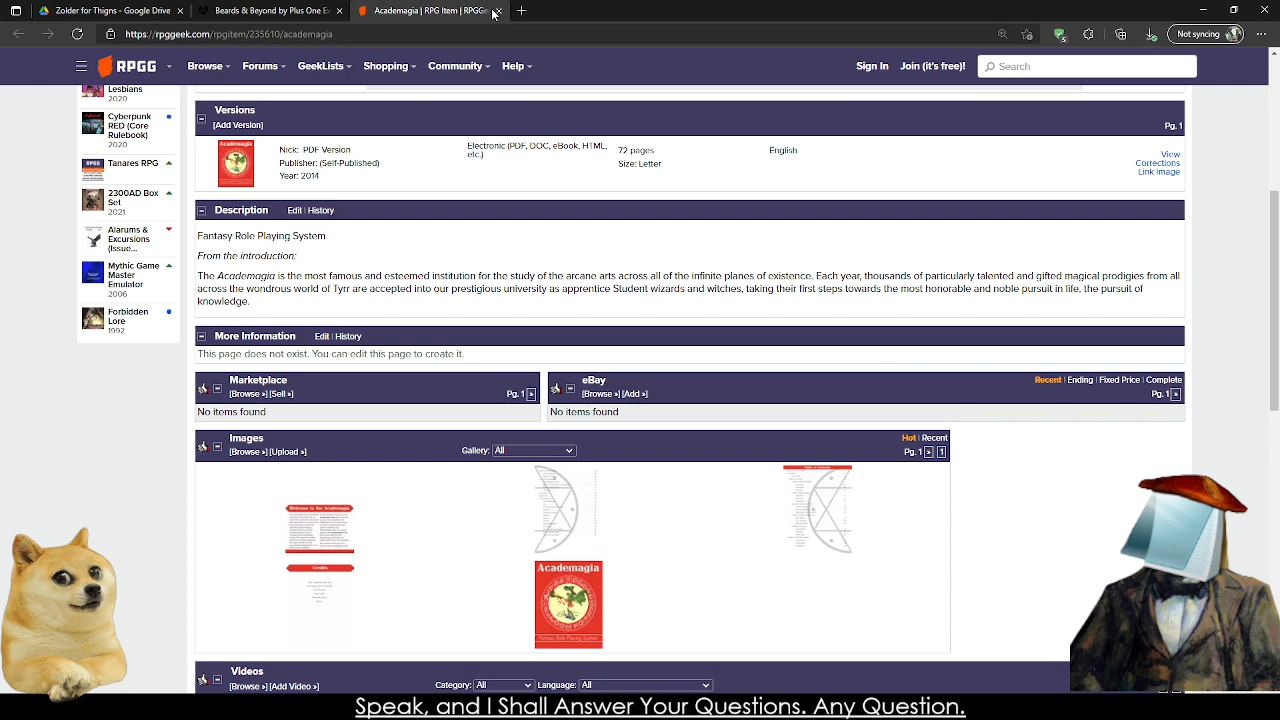 Zolder for Thigns - Google Drive
Beards & Beyond by Plus One Ex
Academagia | RPG Item | RPGGe
https://rpggeek.com/rpgitem/235610/academagia
Not syncing
RPGG
Browse
Forums
GeekLists
Shopping
Community
Help
Sign In
Join (it's free!)
Search
Lesbians
2020
Cyberpunk
RED (Core
Rulebook)
2020
Tanares RPG
2300AD Box
Set
2021
Alarums &
Excursions
(Issue...
Mythic Game
Master
Emulator
2006
Forbidden
Lore
1992
Versions
[Add Version]
Pg. 1
Nick: PDF Version
Publisher: (Self-Published)
Year: 2014
Electronic (PDF, DOC, eBook, HTML,
etc.)
72 pages
Size: Letter
English
View
Corrections
Link Image
Description Edit | History
Fantasy Role Playing System
From the introduction:
The Academagia is the most famous and esteemed institution for the study of the arcane arts across all of the infinite planes of existence. Each year, thousands of particularly talented and gifted magical prodigies from all
across the wondrous world of Tyrr are accepted into our prestigious university as apprentice Student wizards and witches, taking their first steps towards the most honorable and noble pursuit in life, the pursuit of
knowledge.
More Information Edit | History
This page does not exist. You can edit this page to create it.
Marketplace
[Browse »] [Sell »]
Pg. 1 »
No items found
eBay
[Browse »] [Add »]
Recent | Ending | Fixed Price | Complete
Pg. 1 »
No items found
Images
[Browse »] [Upload »]
Gallery: All
Hot | Recent
Pg. 1 » 1
Welcome to the Academagia
Table of Contents
Credits
Academagia
Fantasy Role Playing System
Videos
[Browse »] [Add Video »]
Category: All
Language: All
Speak, and I Shall Answer Your Questions. Any Question.